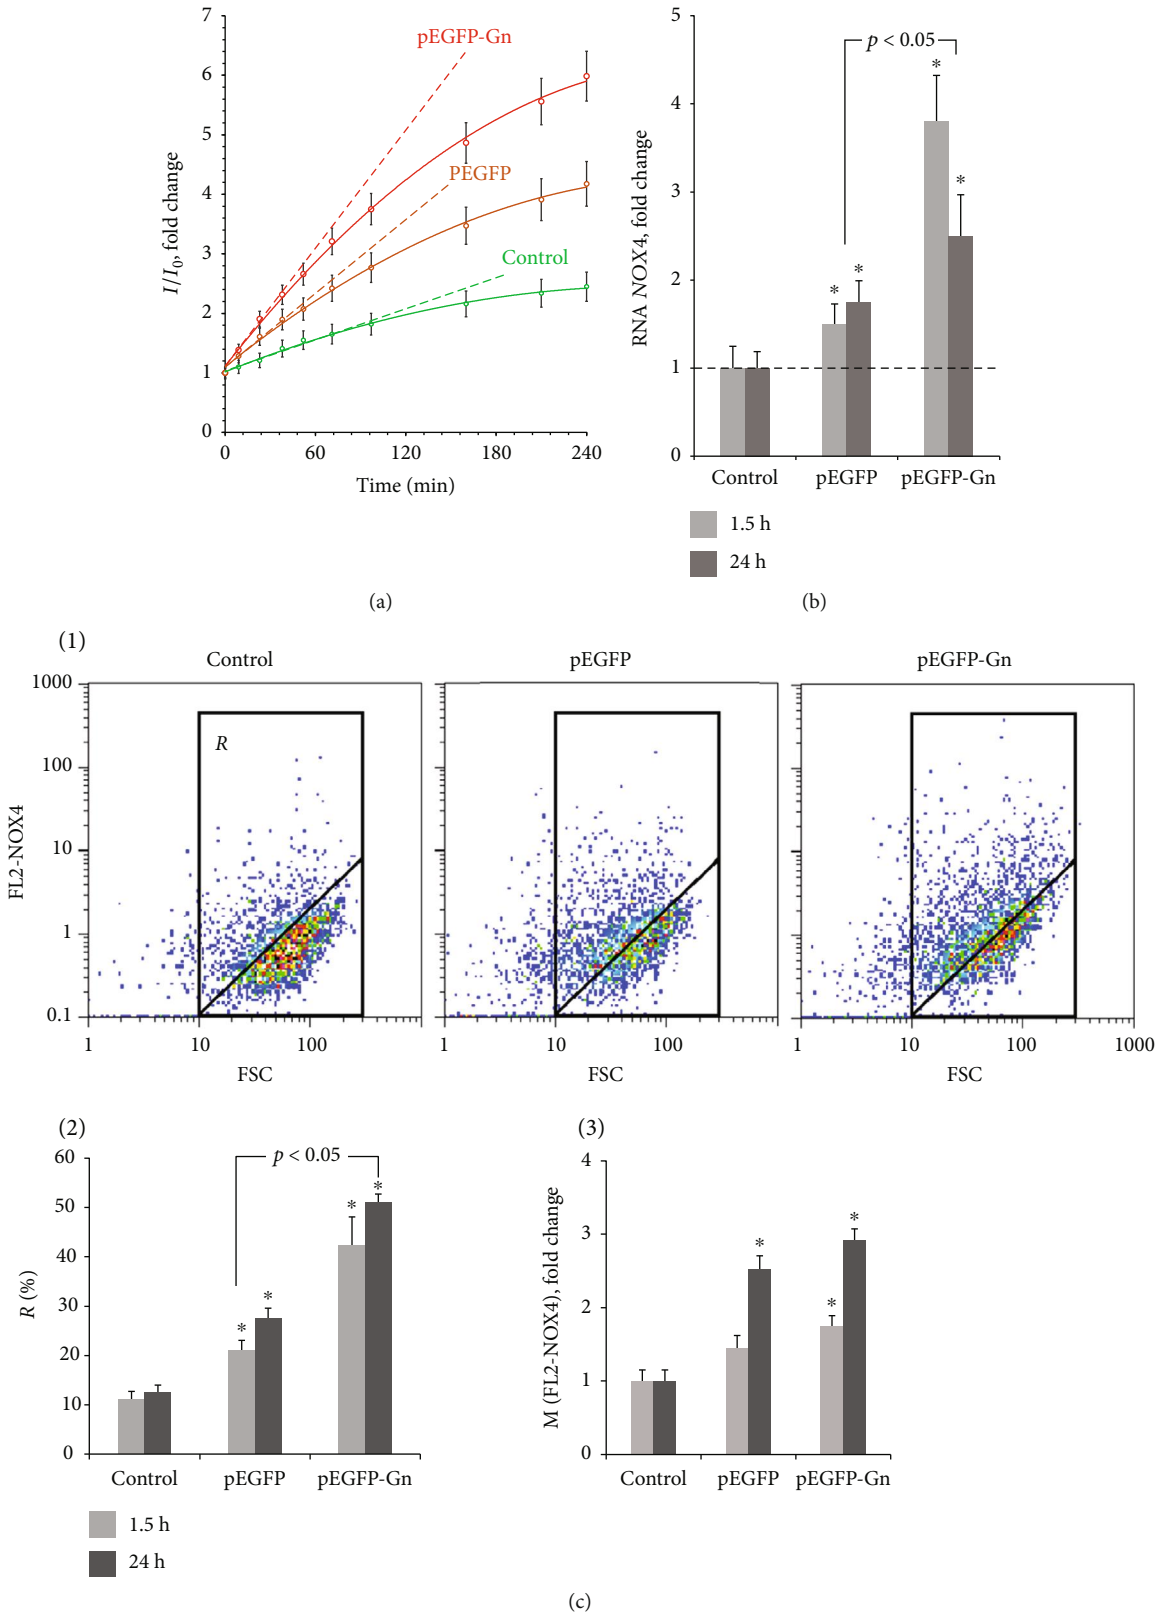 7
6
5
4
3
2
1
0
I/I0, fold change
pEGFP-Gn
PEGFP
Control
0 60 120 180 240
Time (min)
(a)
5
4
3
2
1
0
RNA NOX4, fold change
p < 0.05
* * * *
Control pEGFP pEGFP-Gn
1.5 h
24 h
(b)
(1)
Control pEGFP pEGFP-Gn
1000
100
10
1
0.1
FL2-NOX4
R
1 10 100 1 10 100 1 10 100 1000
FSC FSC FSC
(2)
60
50
40
30
20
10
0
R (%)
p < 0.05
* * * *
Control pEGFP pEGFP-Gn
1.5 h
24 h
(3)
4
3
2
1
0
M (FL2-NOX4), fold change
* * *
Control pEGFP pEGFP-Gn
(c)